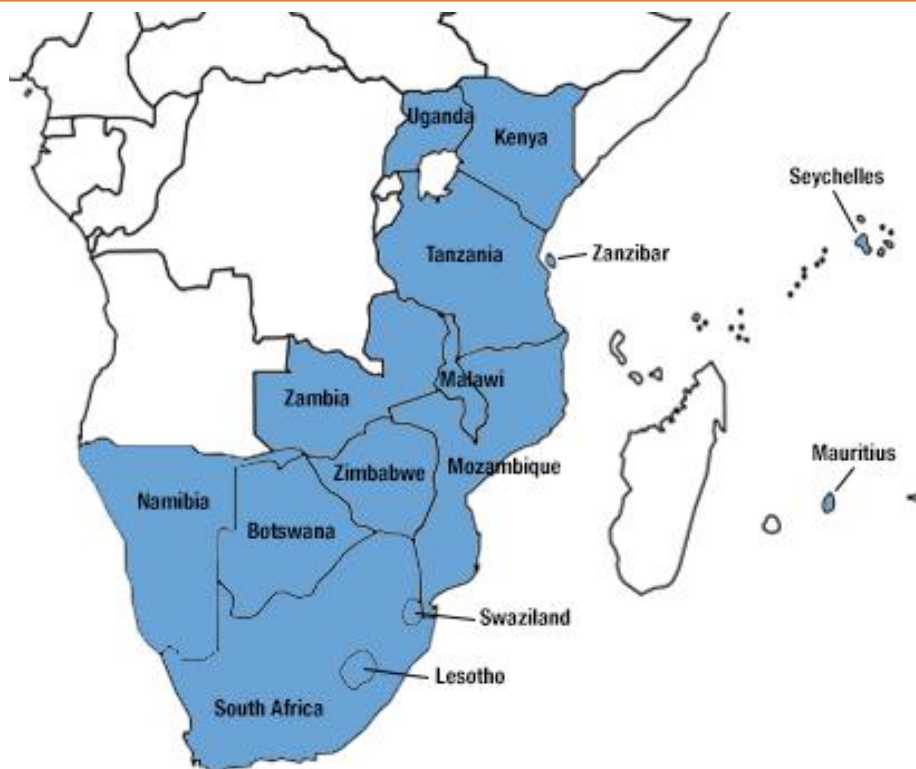 Uganda
Kenya
Seychelles
Tanzania
Zanzibar
Malawi
Zambia
Mauritius
Zimbabwe
Mozambique
Namibia
Botswana
Swaziland
Lesotho
South Africa